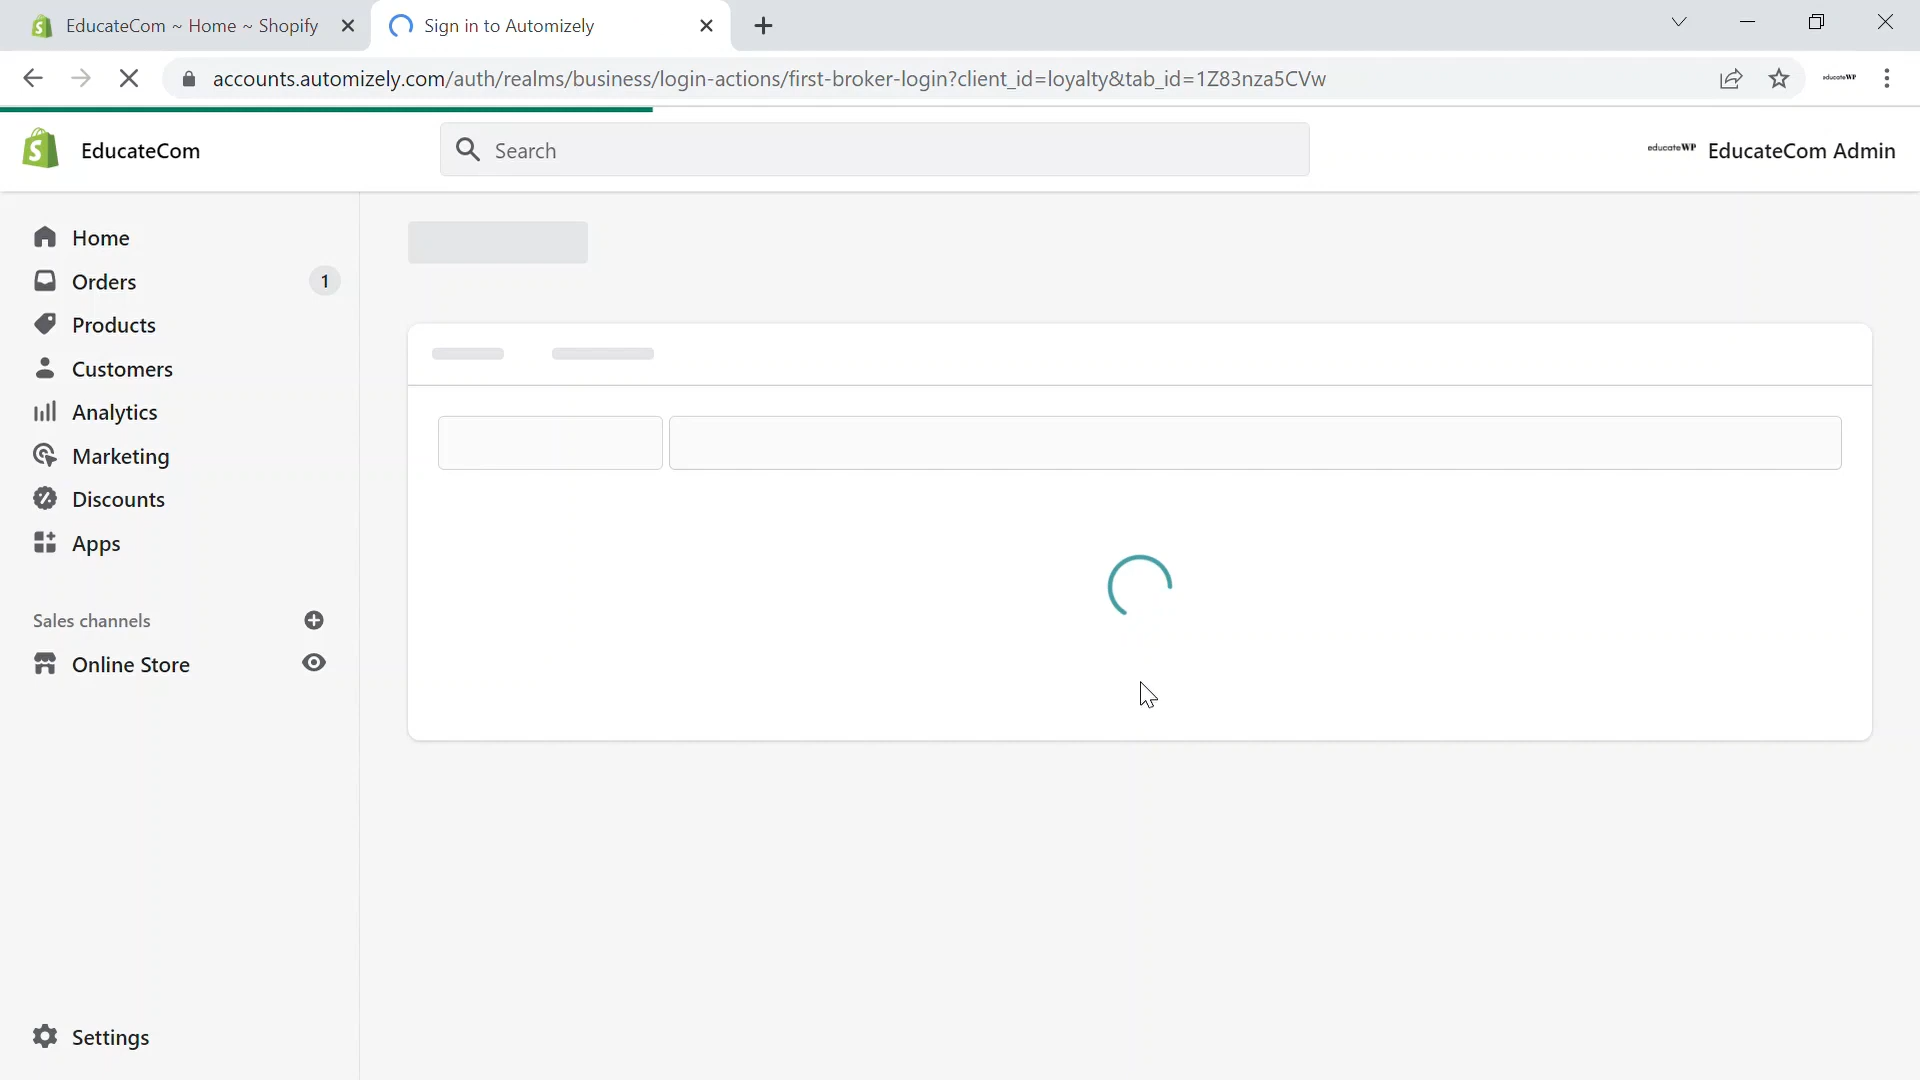 EducateCom ~ Home ~ Shopify
Sign in to Automizely
accounts.automizely.com/auth/realms/business/login-actions/first-broker-login?client_id=loyalty&tab_id=1Z83nza5CVw
educateWP
EducateCom
Search
educateWP
EducateCom Admin
Home
Orders
1
Products
Customers
Analytics
Marketing
Discounts
Apps
Sales channels
Online Store
Settings